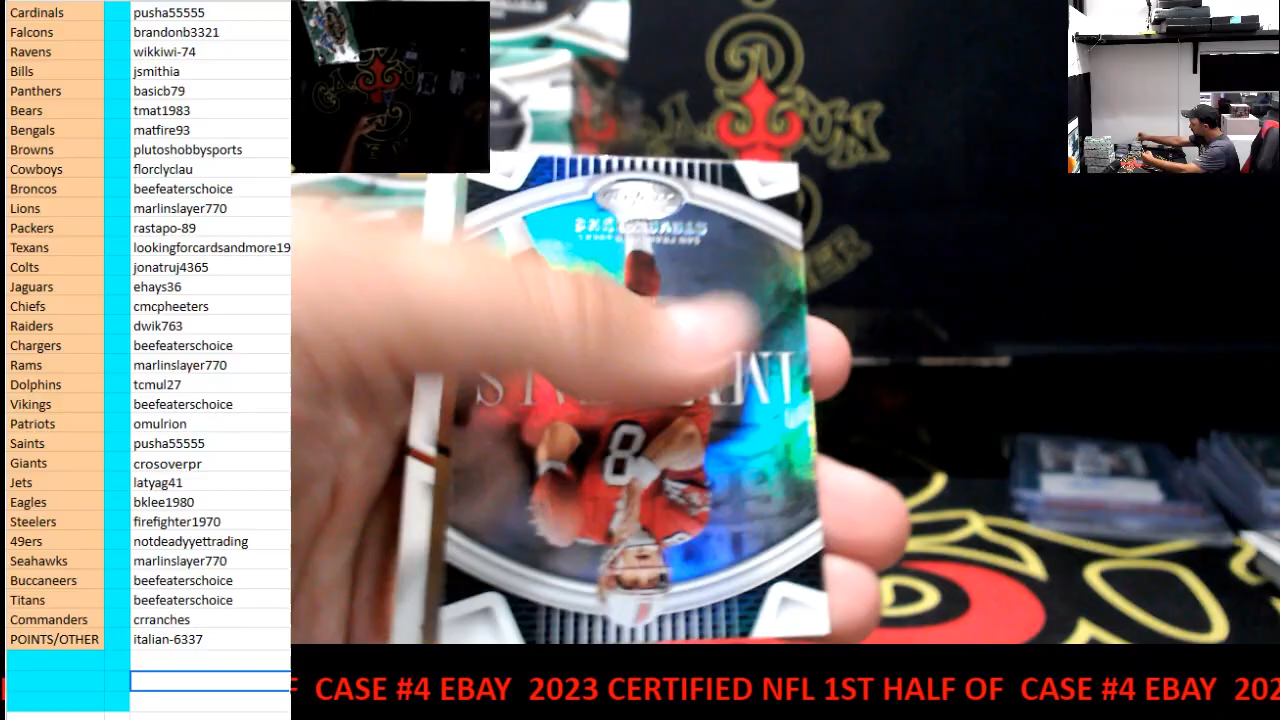 Cardinals pusha55555
Falcons brandonb3321
Ravens wikkiwi-74
Bills jsmithia
Panthers basicb79
Bears tmat1983
Bengals matfire93
Browns plutoshobbysports
Cowboys florclyclau
Broncos beefeaterschoice
Lions marlinslayer770
Packers rastapo-89
Texans lookingforcardsandmore19
Colts jonatruj4365
Jaguars ehays36
Chiefs cmcpheeters
Raiders dwik763
Chargers beefeaterschoice
Rams marlinslayer770
Dolphins tcmul27
Vikings beefeaterschoice
Patriots omulrion
Saints pusha55555
Giants crosoverpr
Jets latyag41
Eagles bklee1980
Steelers firefighter1970
49ers notdeadyyettrading
Seahawks marlinslayer770
Buccaneers beefeaterschoice
Titans beefeaterschoice
Commanders crranches
POINTS/OTHER italian-6337
8
F CASE #4 EBAY 2023 CERTIFIED NFL 1ST HALF OF CASE #4 EBAY 202